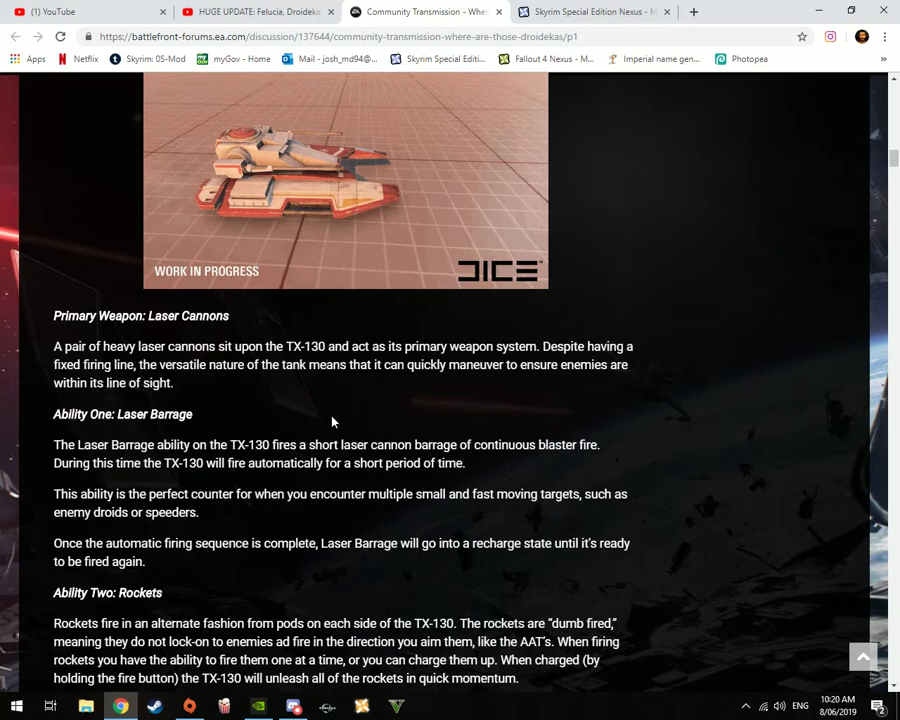 (1) YouTube
HUGE UPDATE: Felucia, Droideka
Community Transmission - Wher
Skyrim Special Edition Nexus - M
https://battlefront-forums.ea.com/discussion/137644/community-transmission-where-are-those-droidekas/p1
Apps Netflix Skyrim: 0S-Mod myGov - Home Mail - josh_md94@... Skyrim Special Editi... Fallout 4 Nexus - M... Imperial name gen... Photopea
WORK IN PROGRESS
DICE
Primary Weapon: Laser Cannons
A pair of heavy laser cannons sit upon the TX-130 and act as its primary weapon system. Despite having a
fixed firing line, the versatile nature of the tank means that it can quickly maneuver to ensure enemies are
within its line of sight.
Ability One: Laser Barrage
The Laser Barrage ability on the TX-130 fires a short laser cannon barrage of continuous blaster fire.
During this time the TX-130 will fire automatically for a short period of time.
This ability is the perfect counter for when you encounter multiple small and fast moving targets, such as
enemy droids or speeders.
Once the automatic firing sequence is complete, Laser Barrage will go into a recharge state until it's ready
to be fired again.
Ability Two: Rockets
Rockets fire in an alternate fashion from pods on each side of the TX-130. The rockets are “dumb fired,”
meaning they do not lock-on to enemies ad fire in the direction you aim them, like the AAT's. When firing
rockets you have the ability to fire them one at a time, or you can charge them up. When charged (by
holding the fire button) the TX-130 will unleash all of the rockets in quick momentum.
ENG
10:20 AM
8/06/2019
2